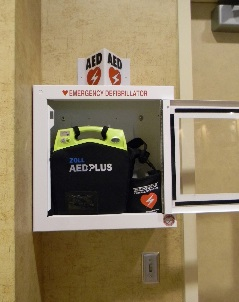 AED AED
EMERGENCY DEFIBRILLATOR
ZOLL
AED PLUS